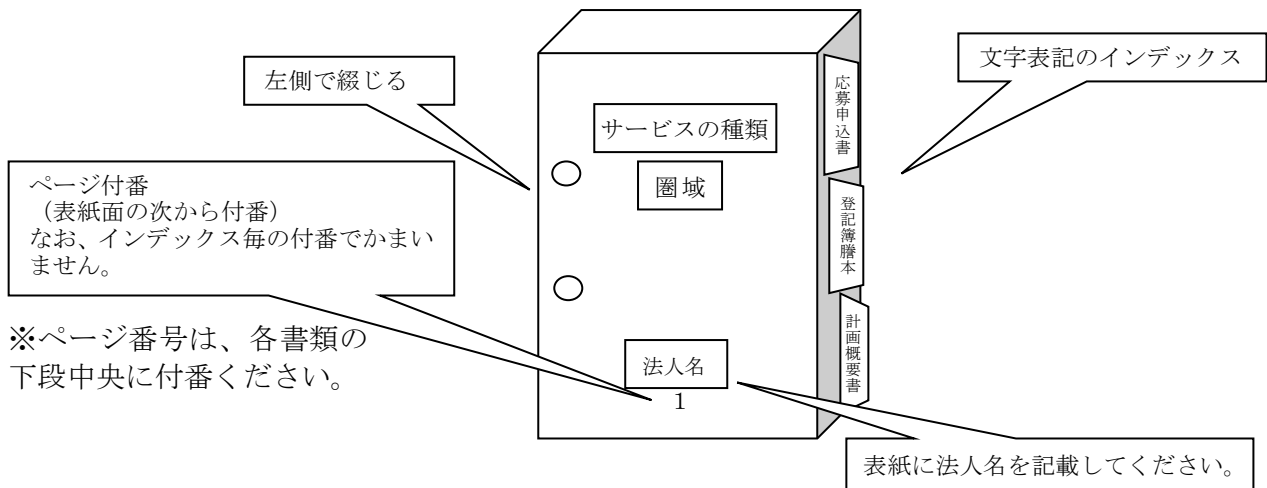 左側で綴じる
文字表記のインデックス
サービスの種類
圏域
応募申込書
登記簿謄本
計画概要書
ページ付番
（表紙面の次から付番）
なお、インデックス毎の付番でかまい
ません。
※ページ番号は、各書類の
下段中央に付番ください。
法人名
1
表紙に法人名を記載してください。